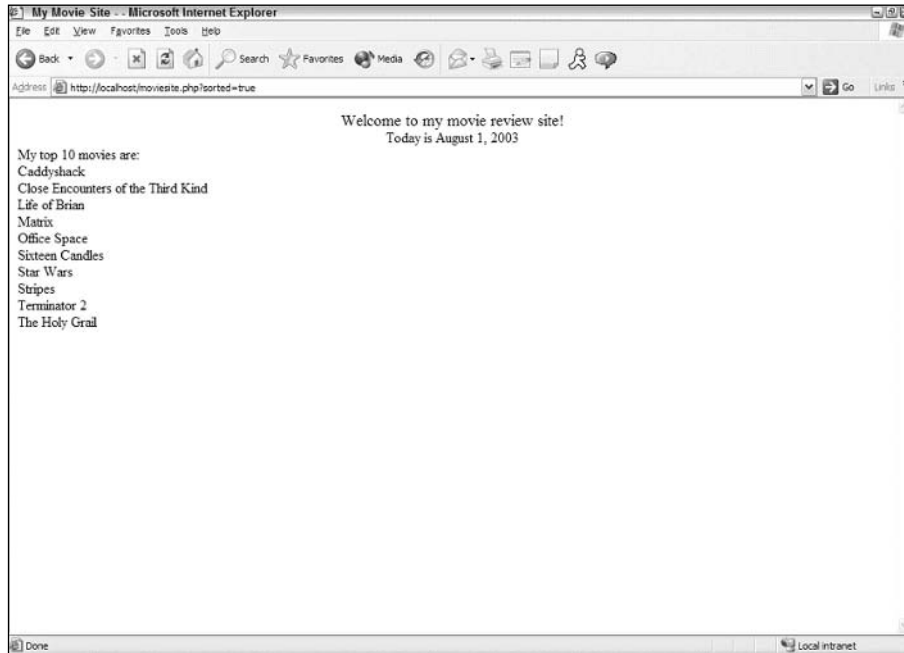 My Movie Site - - Microsoft Internet Explorer
File Edit View Favorites Tools Help
Back Search Favorites Media
Address http://localhost/moviesite.php?sorted=true Go Links
Welcome to my movie review site!
Today is August 1, 2003
My top 10 movies are:
Caddyshack
Close Encounters of the Third Kind
Life of Brian
Matrix
Office Space
Sixteen Candles
Star Wars
Stripes
Terminator 2
The Holy Grail
Done Local intranet